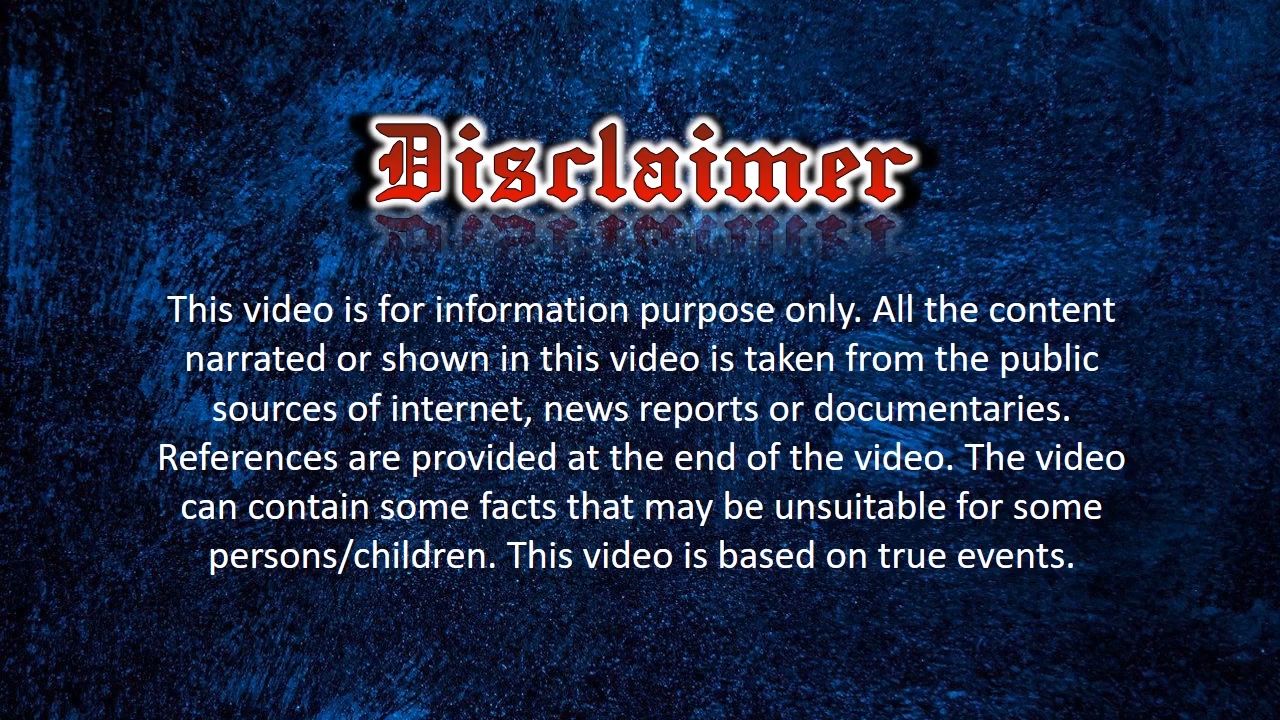 Disclaimer
This video is for information purpose only. All the content
narrated or shown in this video is taken from the public
sources of internet, news reports or documentaries.
References are provided at the end of the video. The video
can contain some facts that may be unsuitable for some
persons/children. This video is based on true events.